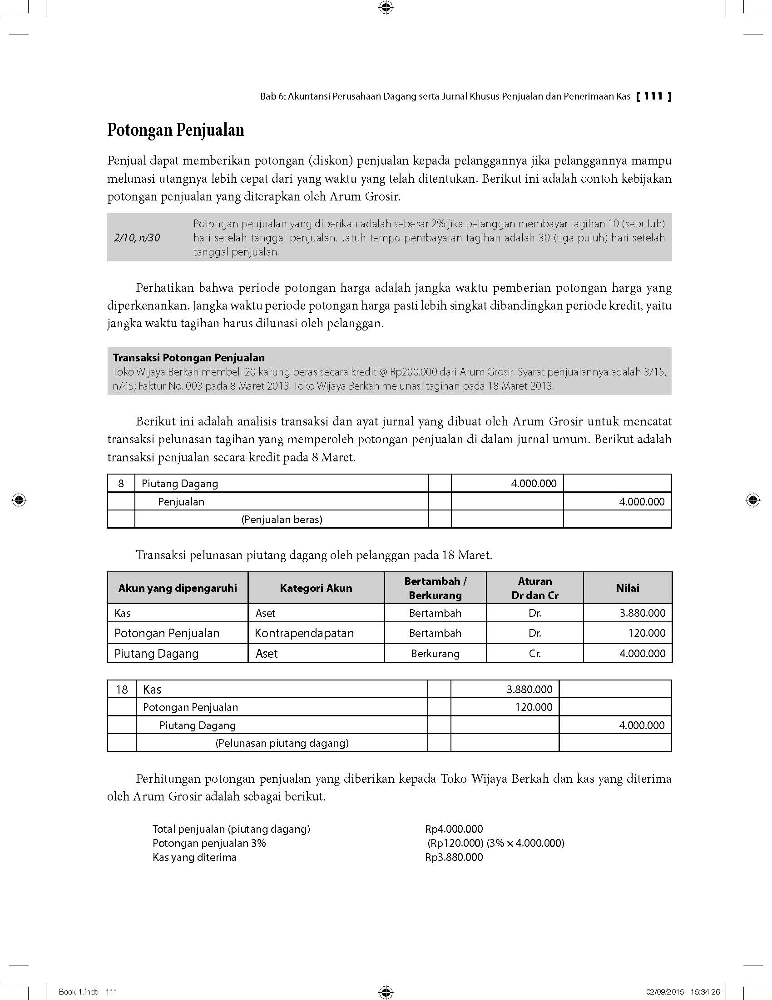 Bab 6: Akuntansi Perusahaan Dagang serta Jurnal Khusus Penjualan dan Penerimaan Kas [ 111 ]
Potongan Penjualan
Penjual dapat memberikan potongan (diskon) penjualan kepada pelanggannya jika pelanggannya mampu
melunasi utangnya lebih cepat dari yang waktu yang telah ditentukan. Berikut ini adalah contoh kebijakan
potongan penjualan yang diterapkan oleh Arum Grosir.
Potongan penjualan yang diberikan adalah sebesar 2% jika pelanggan membayar tagihan 10 (sepuluh)
2/10, n/30 hari setelah tanggal penjualan. Jatuh tempo pembayaran tagihan adalah 30 (tiga puluh) hari setelah
tanggal penjualan.
Perhatikan bahwa periode potongan harga adalah jangka waktu pemberian potongan harga yang
diperkenankan. Jangka waktu periode potongan harga pasti lebih singkat dibandingkan periode kredit, yaitu
jangka waktu tagihan harus dilunasi oleh pelanggan.
Transaksi Potongan Penjualan
Toko Wijaya Berkah membeli 20 karung beras secara kredit @ Rp200.000 dari Arum Grosir. Syarat penjualannya adalah 3/15,
n/45; Faktur No. 003 pada 8 Maret 2013. Toko Wijaya Berkah melunasi tagihan pada 18 Maret 2013.
Berikut ini adalah analisis transaksi dan ayat jurnal yang dibuat oleh Arum Grosir untuk mencatat
transaksi pelunasan tagihan yang memperoleh potongan penjualan di dalam jurnal umum. Berikut adalah
transaksi penjualan secara kredit pada 8 Maret.
8 Piutang Dagang 4.000.000
Penjualan 4.000.000
(Penjualan beras)
Transaksi pelunasan piutang dagang oleh pelanggan pada 18 Maret.
Akun yang dipengaruhi Kategori Akun Bertambah / Berkurang Aturan Dr dan Cr Nilai
Kas Aset Bertambah Dr. 3.880.000
Potongan Penjualan Kontrapendapatan Bertambah Dr. 120.000
Piutang Dagang Aset Berkurang Cr. 4.000.000
18 Kas 3.880.000
Potongan Penjualan 120.000
Piutang Dagang 4.000.000
(Pelunasan piutang dagang)
Perhitungan potongan penjualan yang diberikan kepada Toko Wijaya Berkah dan kas yang diterima
oleh Arum Grosir adalah sebagai berikut.
Total penjualan (piutang dagang) Rp4.000.000
Potongan penjualan 3% (Rp120.000) (3% × 4.000.000)
Kas yang diterima Rp3.880.000
Book 1.indb 111 02/09/2015 15:34:26